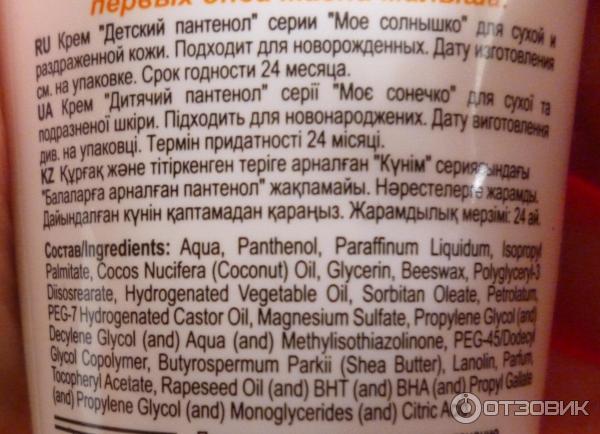 первых дней
RU Крем "Детский пантенол" серии "Мое солнышко" для сухой и
раздраженной кожи. Подходит для новорожденных. Дату изготовления
см. на упаковке. Срок годности 24 месяца.
UA Крем "Дитячий пантенол" серії "Моє сонечко" для сухої та
подразненої шкіри. Підходить для новонароджених. Дату виготовлення
див. на упаковці. Термін придатності 24 місяці.
KZ Құрғақ және тітіркенген теріге арналған "Күнім" сериясындағы
"Балаларға арналған пантенол" жақпамайы. Нәрестелерге жарамды.
Дайындалған күнін қаптамадан қараңыз. Жарамдылық мерзімі: 24 ай.
Состав/Ingredients: Aqua, Panthenol, Paraffinum Liquidum, Isopropyl
Palmitate, Cocos Nucifera (Coconut) Oil, Glycerin, Beeswax, Polyglyceryl-3
Diisosrearate, Hydrogenated Vegetable Oil, Sorbitan Oleate, Petrolatum,
PEG-7 Hydrogenated Castor Oil, Magnesium Sulfate, Propylene Glycol (and)
Decylene Glycol (and) Aqua (and) Methylisothiazolinone, PEG-45/Dodecyl
Glycol Copolymer, Butyrospermum Parkii (Shea Butter), Lanolin, Parfum,
Tocopheryl Acetate, Rapeseed Oil (and) BHT (and) BHA (and) Propyl Gallate
(and) Propylene Glycol (and) Monoglycerides (and) Citric Acid
ОТЗОВИК